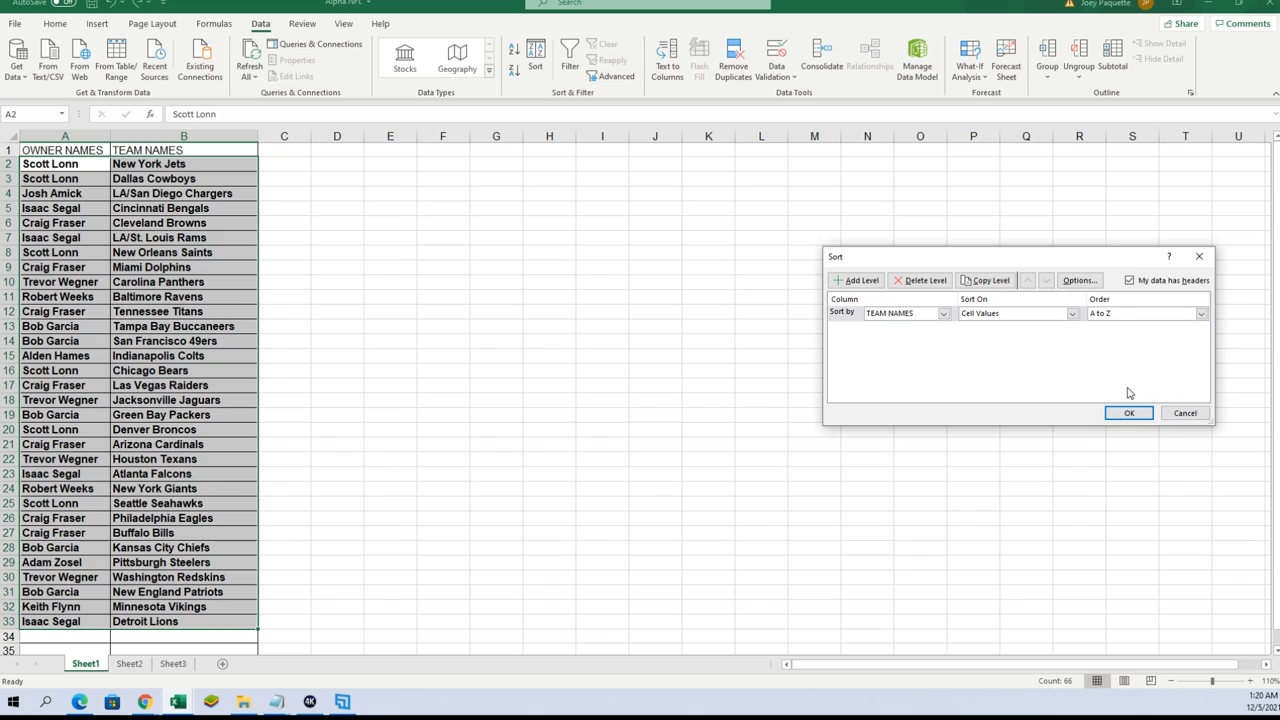 AutoSave Off Alpha NFL Search Joey Paquette JP
File Home Insert Page Layout Formulas Data Review View Help Share Comments
Get Data From Text/CSV From Web From Table/ Range Recent Sources Existing Connections
Refresh All Queries & Connections Properties Edit Links
Stocks Geography
Sort Filter Clear Reapply Advanced
Text to Columns Flash Fill Remove Duplicates Data Validation Consolidate Relationships Manage Data Model
What-If Analysis Forecast Sheet Group Ungroup Subtotal Show Detail Hide Detail
Get & Transform Data Queries & Connections Data Types Sort & Filter Data Tools Forecast Outline
A2 fx Scott Lonn
A B C D E F G H I J K L M N O P Q R S T U
1 OWNER NAMES TEAM NAMES
2 Scott Lonn New York Jets
3 Scott Lonn Dallas Cowboys
4 Josh Amick LA/San Diego Chargers
5 Isaac Segal Cincinnati Bengals
6 Craig Fraser Cleveland Browns
7 Isaac Segal LA/St. Louis Rams
8 Scott Lonn New Orleans Saints
9 Craig Fraser Miami Dolphins
10 Trevor Wegner Carolina Panthers
11 Robert Weeks Baltimore Ravens
12 Craig Fraser Tennessee Titans
13 Bob Garcia Tampa Bay Buccaneers
14 Bob Garcia San Francisco 49ers
15 Alden Hames Indianapolis Colts
16 Scott Lonn Chicago Bears
17 Craig Fraser Las Vegas Raiders
18 Trevor Wegner Jacksonville Jaguars
19 Bob Garcia Green Bay Packers
20 Scott Lonn Denver Broncos
21 Craig Fraser Arizona Cardinals
22 Trevor Wegner Houston Texans
23 Isaac Segal Atlanta Falcons
24 Robert Weeks New York Giants
25 Scott Lonn Seattle Seahawks
26 Craig Fraser Philadelphia Eagles
27 Craig Fraser Buffalo Bills
28 Bob Garcia Kansas City Chiefs
29 Adam Zosel Pittsburgh Steelers
30 Trevor Wegner Washington Redskins
31 Bob Garcia New England Patriots
32 Keith Flynn Minnesota Vikings
33 Isaac Segal Detroit Lions
34
35
Sort ?
Add Level Delete Level Copy Level Options... My data has headers
Column Sort On Order
Sort by TEAM NAMES Cell Values A to Z
OK Cancel
Sheet1 Sheet2 Sheet3
Ready Count: 66 110%
4K
1:20 AM
12/5/2021